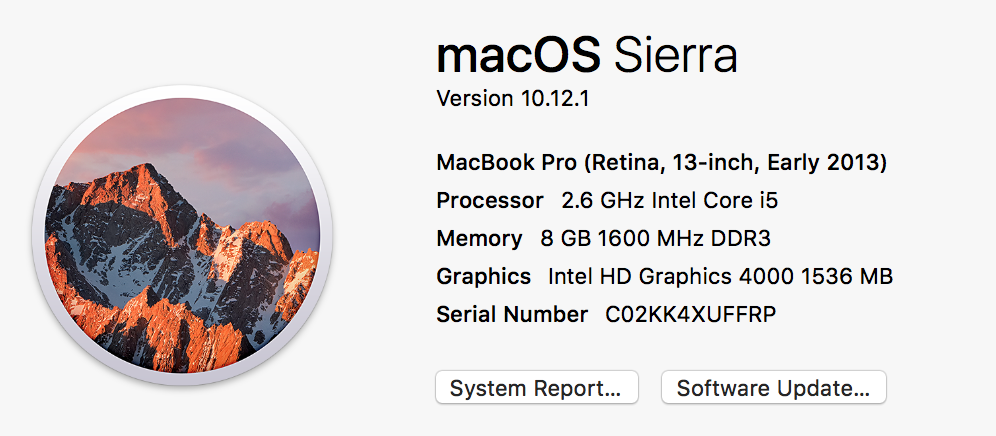 macOS Sierra
Version 10.12.1
MacBook Pro (Retina, 13-inch, Early 2013)
Processor 2.6 GHz Intel Core i5
Memory 8 GB 1600 MHz DDR3
Graphics Intel HD Graphics 4000 1536 MB
Serial Number C02KK4XUFFRP
System Report... Software Update...